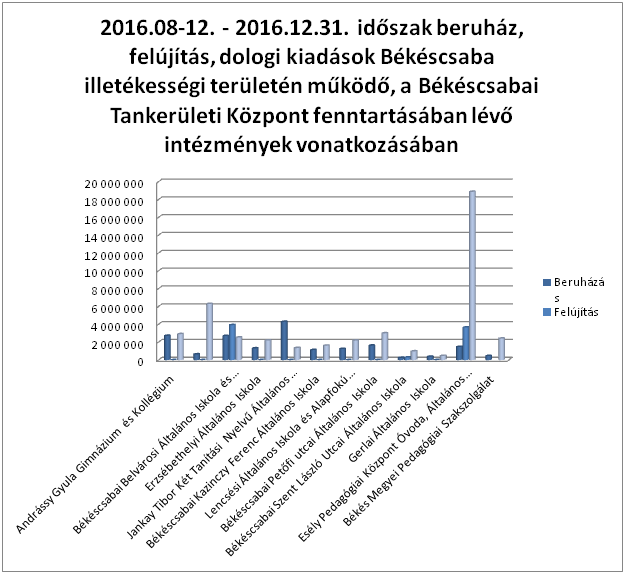 2016.08-12. - 2016.12.31. időszak beruház,
felújítás, dologi kiadások Békéscsaba
illetékességi területén működő, a Békéscsabai
Tankerületi Központ fenntartásában lévő
intézmények vonatkozásában
20 000 000
18 000 000
16 000 000
14 000 000
12 000 000
10 000 000
8 000 000
6 000 000
4 000 000
2 000 000
0
Beruházá
s
Felújítás
Andrássy Gyula Gimnázium és Kollégium
Békéscsabai Belvárosi Általános Iskola és...
Erzsébethelyi Általános Iskola
Jankay Tibor Két Tanítási Nyelvű Általános...
Békéscsabai Kazinczy Ferenc Általános Iskola
Lencsési Általános Iskola és Alapfokú...
Békéscsabai Petőfi utcai Általános Iskola
Békéscsabai Szent László Utcai Általános Iskola
Gerlai Általános Iskola
Esély Pedagógiai Központ Óvoda, Általános...
Békés Megyei Pedagógiai Szakszolgálat